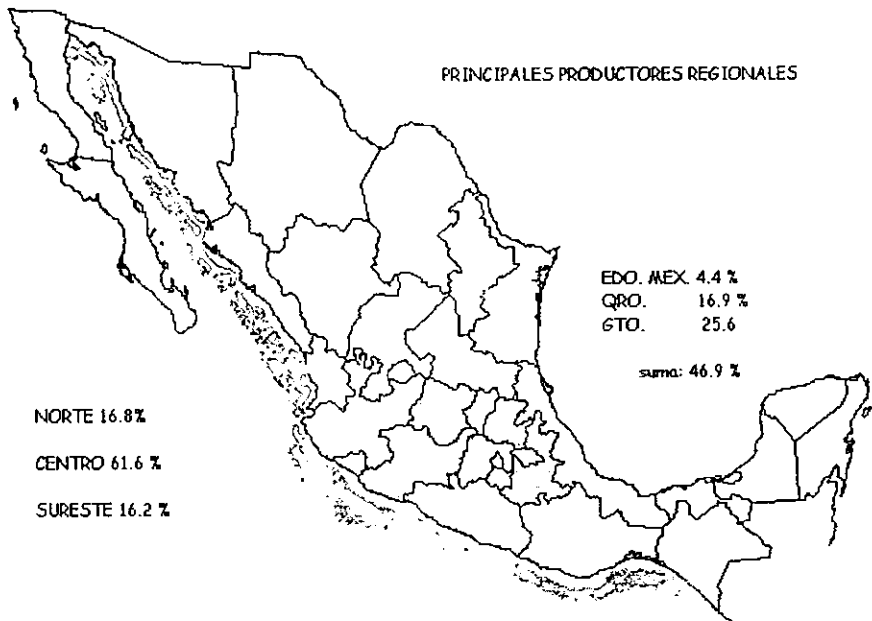 PRINCIPALES PRODUCTORES REGIONALES
EDO. MEX. 4.4 %
QRO. 16.9 %
GTO. 25.6
suma: 46.9 %
NORTE 16.8%
CENTRO 61.6 %
SURESTE 16.2 %